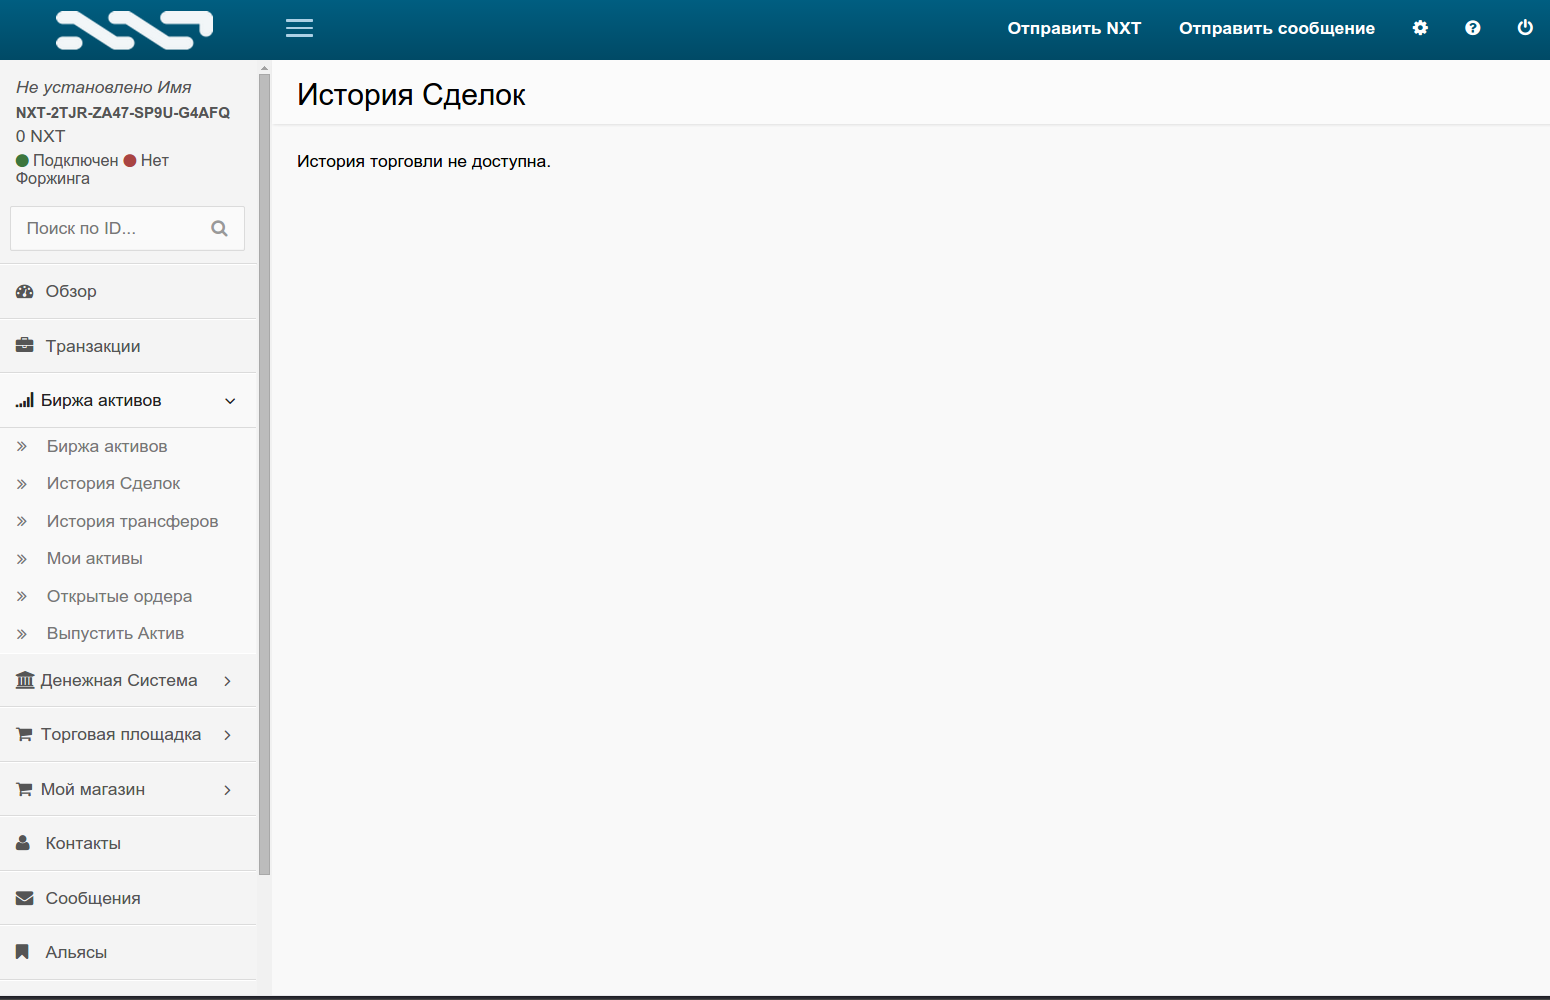 NXT
Отправить NXT
Отправить сообщение
Не установлено Имя
NXT-2TJR-ZA47-SP9U-G4AFQ
0 NXT
Подключен Нет
Форжинга
Поиск по ID...
Обзор
Транзакции
Биржа активов
Биржа активов
История Сделок
История трансферов
Мои активы
Открытые ордера
Выпустить Актив
Денежная Система
Торговая площадка
Мой магазин
Контакты
Сообщения
Альясы
История Сделок
История торговли не доступна.